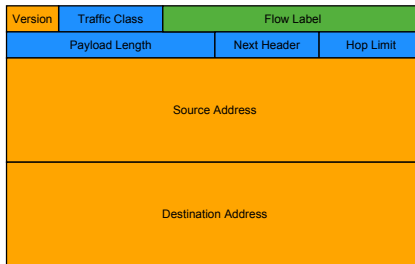 Version Traffic Class Flow Label
Payload Length Next Header Hop Limit
Source Address
Destination Address